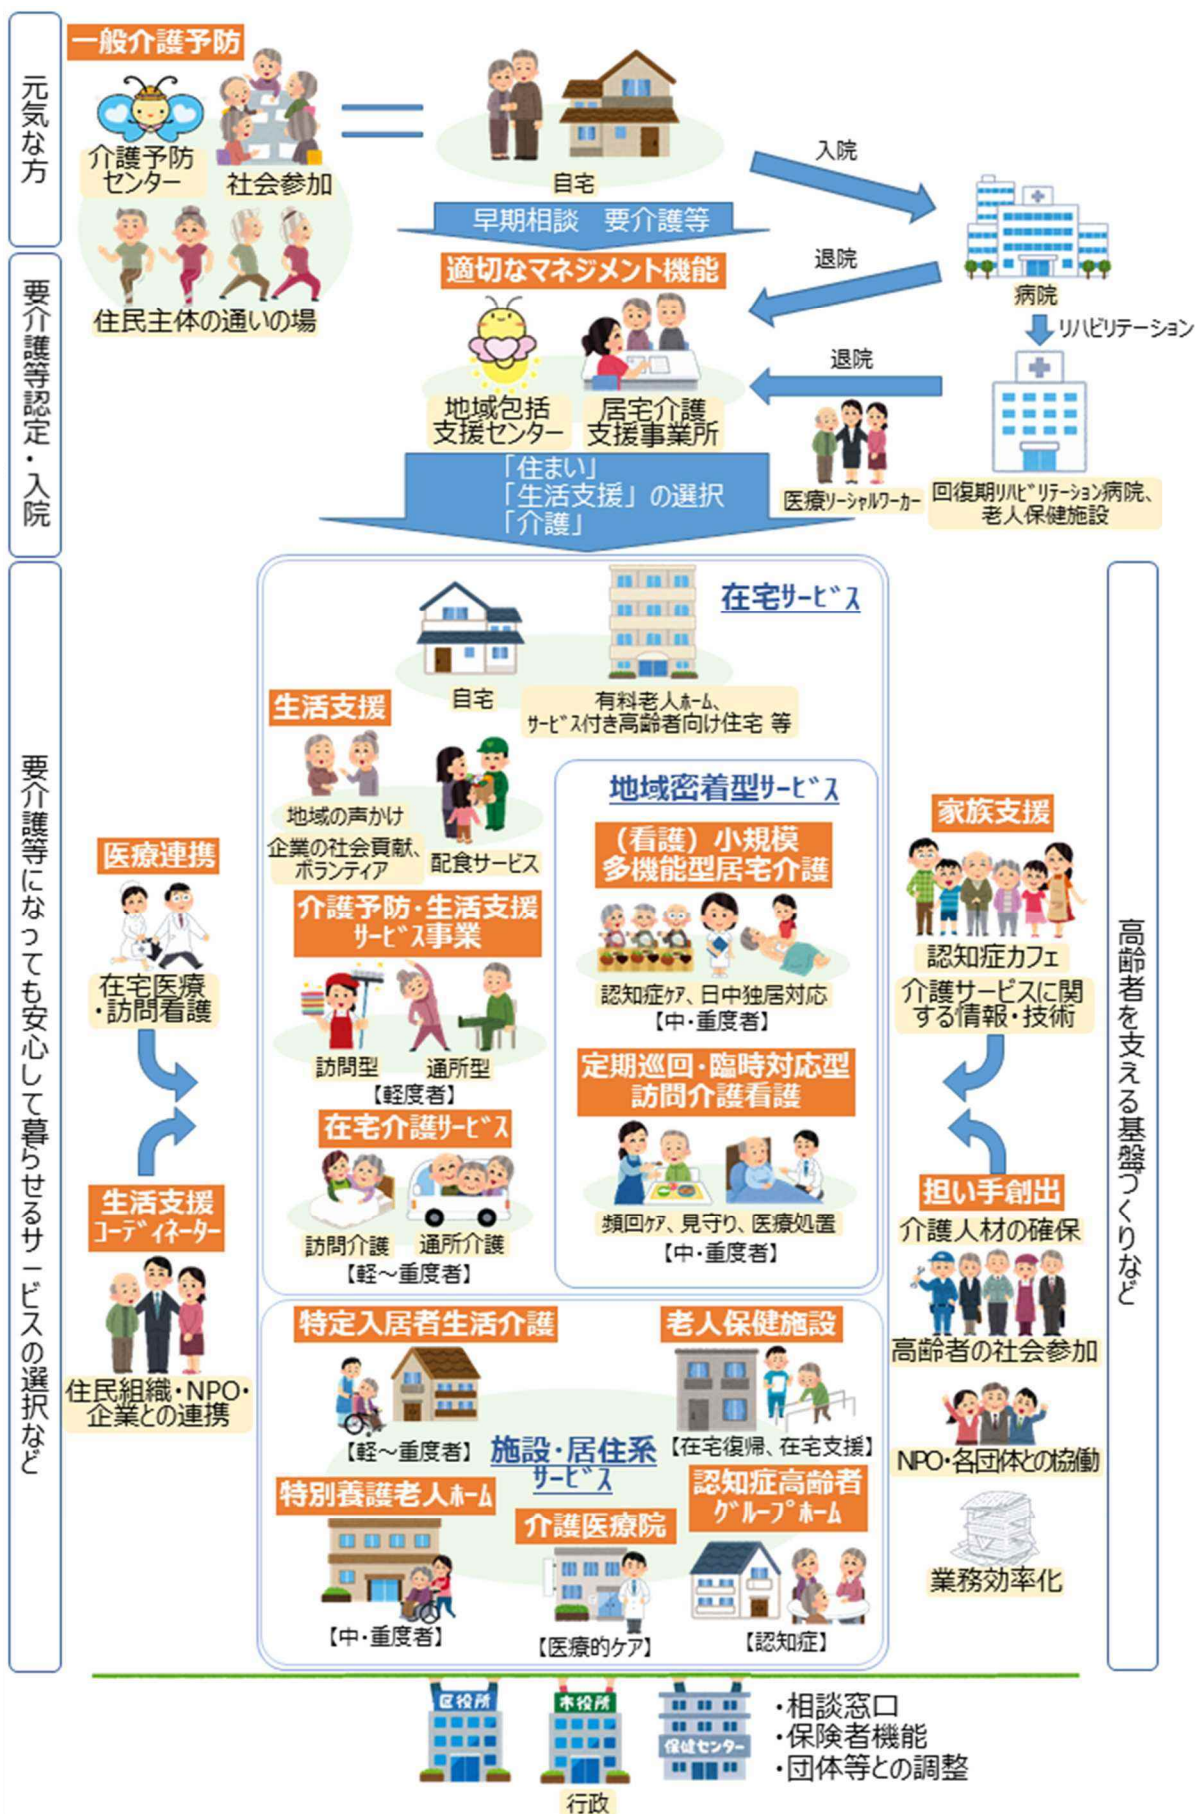 元気な方
一般介護予防
介護予防
センター
社会参加
住民主体の通いの場
自宅
入院
早期相談　要介護等
病院
退院
リハビリテーション
退院
要介護等認定・入院
適切なマネジメント機能
地域包括
支援センター
居宅介護
支援事業所
医療ソーシャルワーカー
回復期リハビリテーション病院、
老人保健施設
「住まい」
「生活支援」の選択
「介護」
要介護等になっても安心して暮らせるサービスの選択など
在宅サービス
自宅
有料老人ホーム、
サービス付き高齢者向け住宅 等
生活支援
地域の声かけ
企業の社会貢献、
ボランティア
配食サービス
介護予防・生活支援
サービス事業
訪問型
通所型
【軽度者】
在宅介護サービス
訪問介護
通所介護
【軽～重度者】
地域密着型サービス
（看護）小規模
多機能型居宅介護
認知症ケア、日中独居対応
【中・重度者】
定期巡回・臨時対応型
訪問介護看護
頻回ケア、見守り、医療処置
【中・重度者】
医療連携
在宅医療
・訪問看護
生活支援
コーディネーター
住民組織・NPO・
企業との連携
家族支援
認知症カフェ
介護サービスに関
する情報・技術
担い手創出
介護人材の確保
高齢者の社会参加
NPO・各団体との協働
業務効率化
高齢者を支える基盤づくりなど
特定入居者生活介護
【軽～重度者】
老人保健施設
【在宅復帰、在宅支援】
施設・居住系
サービス
特別養護老人ホーム
【中・重度者】
介護医療院
【医療的ケア】
認知症高齢者
グループホーム
【認知症】
区役所
市役所
保健センター
行政
・相談窓口
・保険者機能
・団体等との調整